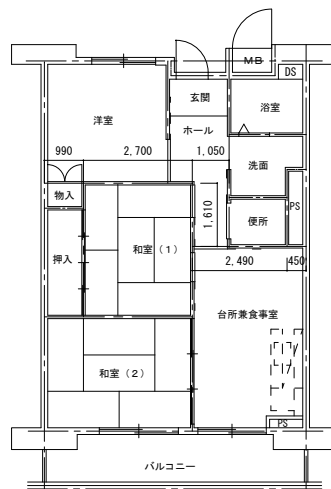 MB
DS
玄関
浴室
洋室
ホール
990
2,700
1,050
洗面
物入
1,610
PS
便所
押入
和室（1）
2,490
450
台所兼食事室
和室（2）
PS
バルコニー